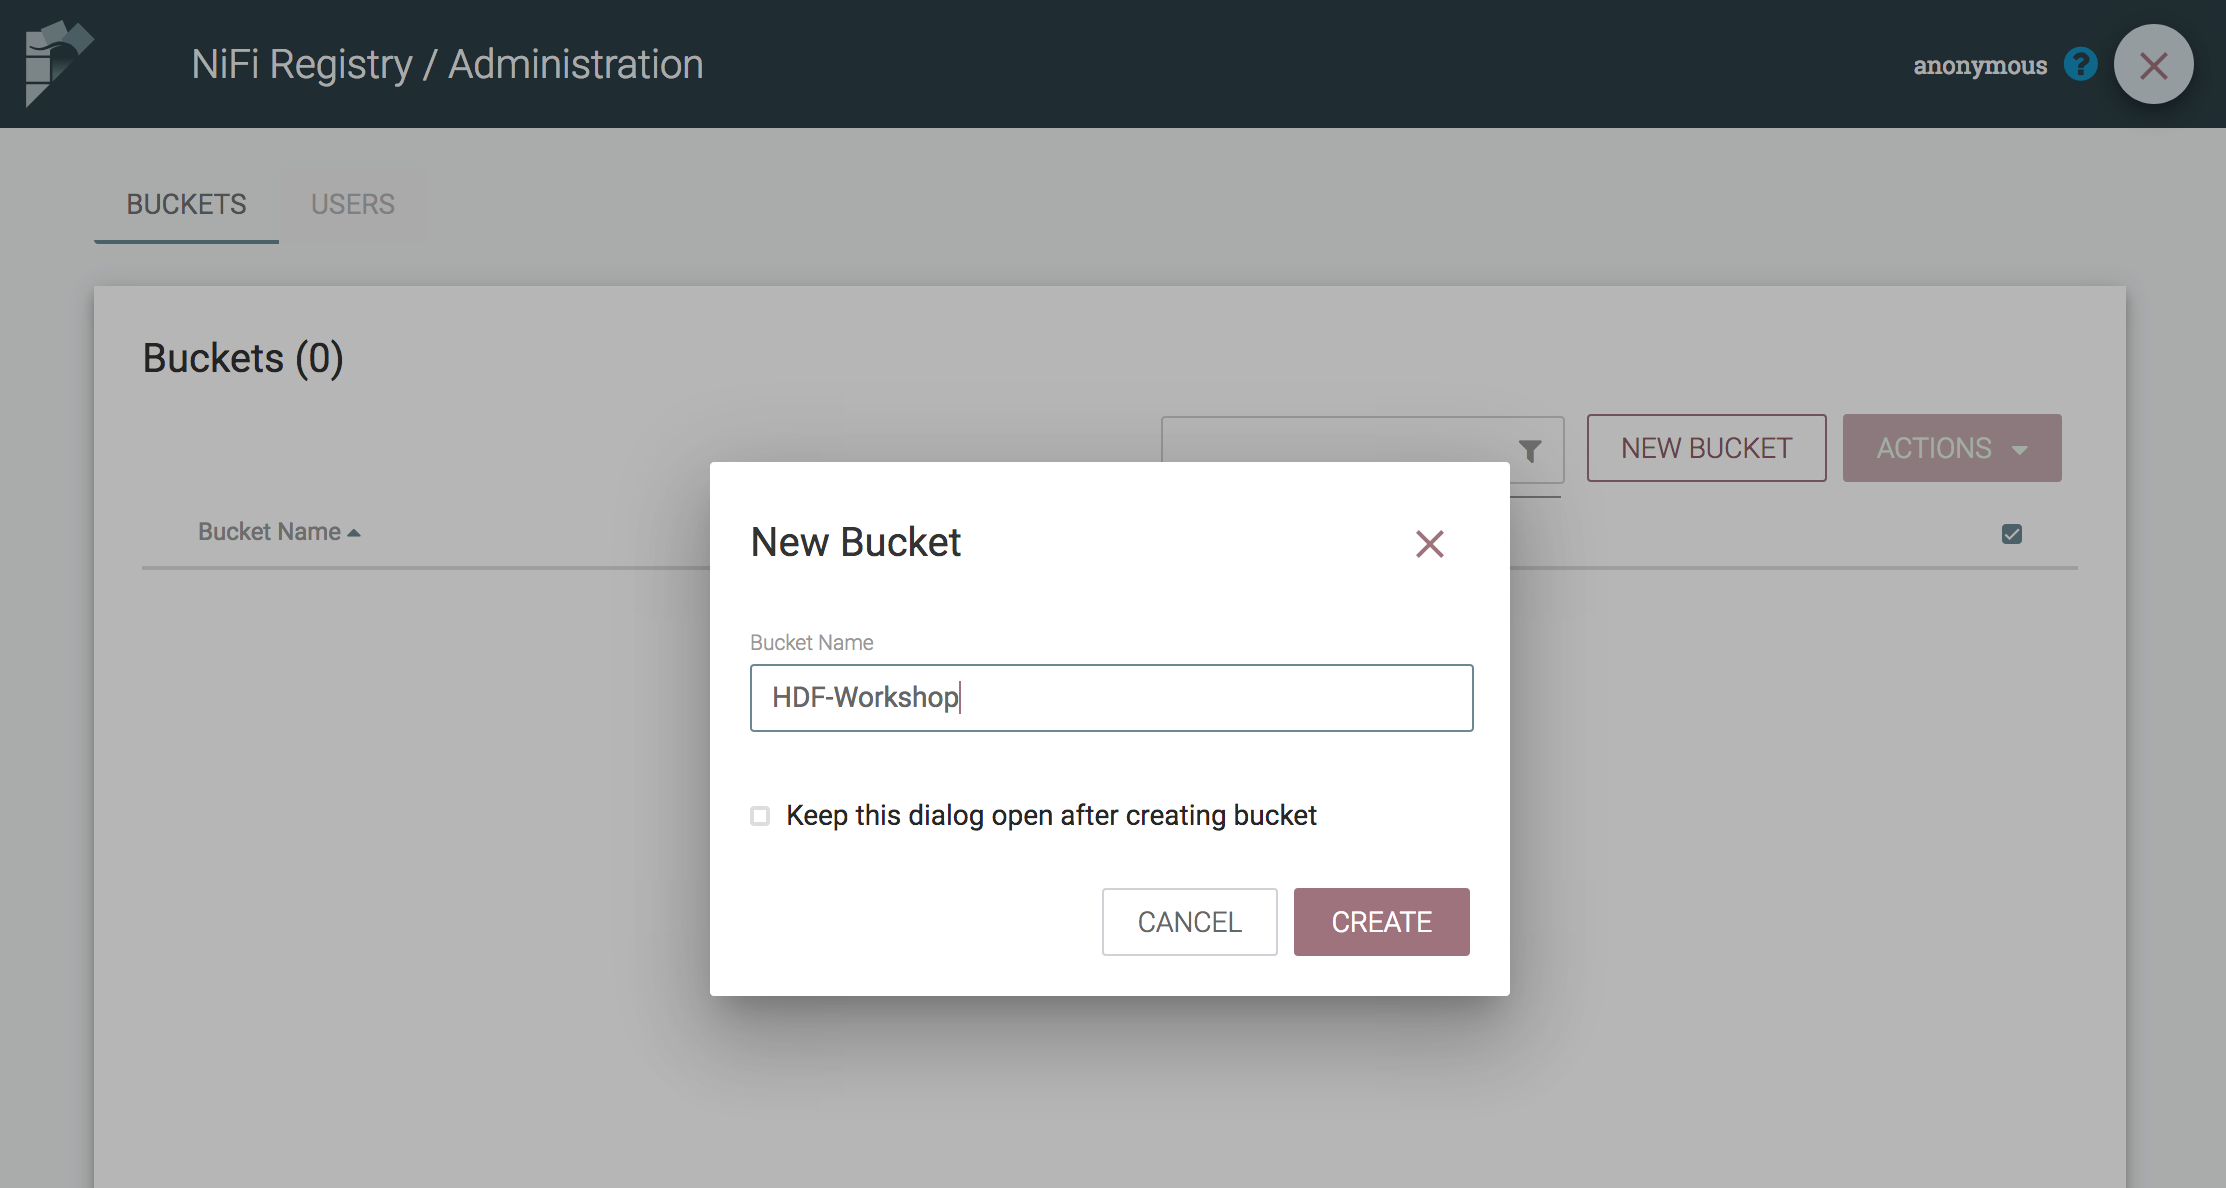 NiFi Registry / Administration
anonymous ?
BUCKETS USERS
Buckets (0)
NEW BUCKET ACTIONS
Bucket Name
New Bucket
Bucket Name
HDF-Workshop
Keep this dialog open after creating bucket
CANCEL CREATE